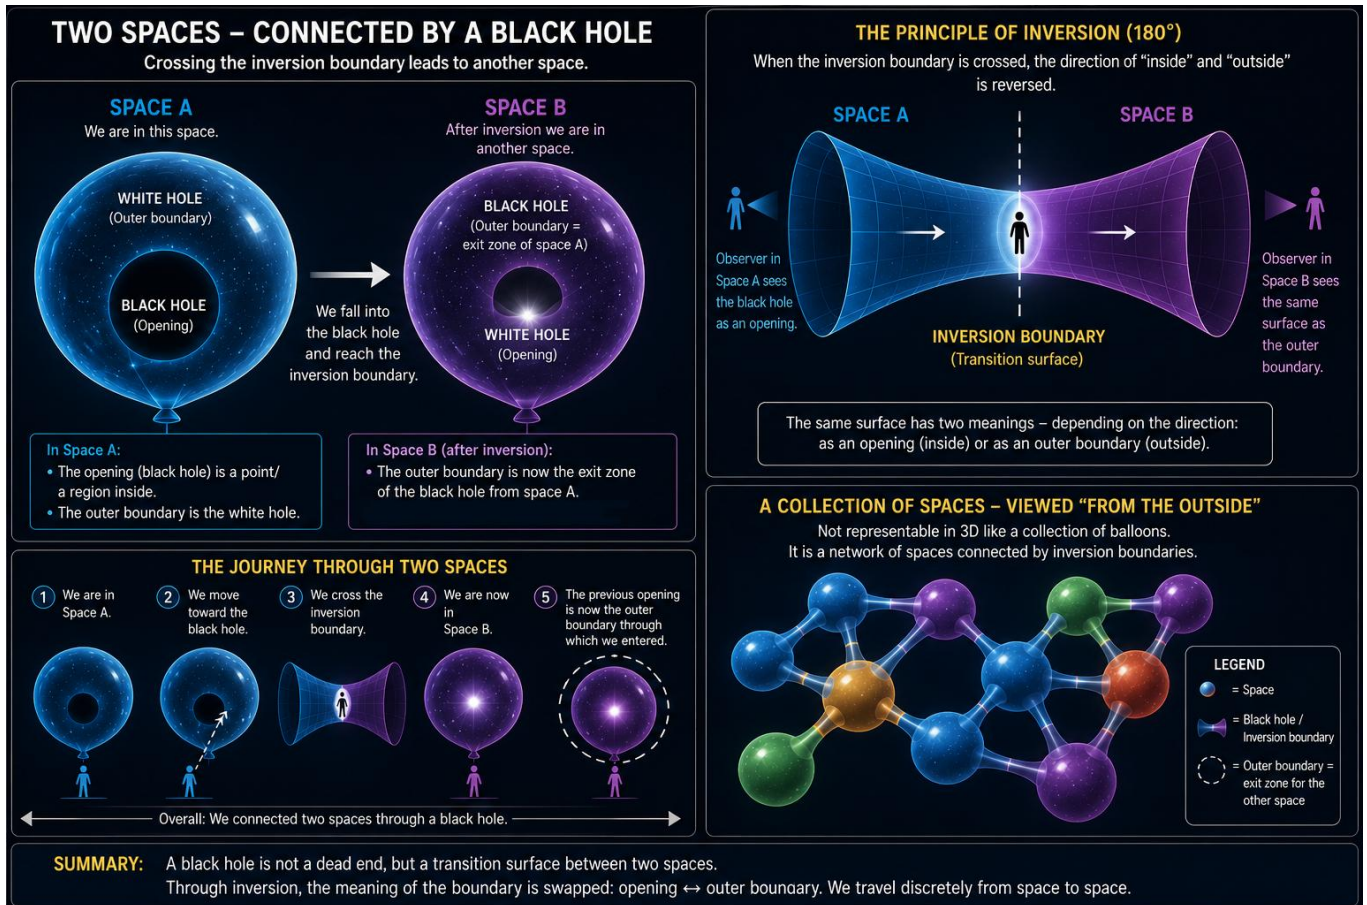 TWO SPACES – CONNECTED BY A BLACK HOLE
Crossing the inversion boundary leads to another space.
SPACE A
We are in this space.
WHITE HOLE
(Outer boundary)
BLACK HOLE
(Opening)
We fall into
the black hole
and reach the
inversion boundary.
SPACE B
After inversion we are in
another space.
BLACK HOLE
(Outer boundary =
exit zone of space A)
WHITE HOLE
(Opening)
In Space A:
• The opening (black hole) is a point/
a region inside.
• The outer boundary is the white hole.
In Space B (after inversion):
• The outer boundary is now the exit zone
of the black hole from space A.
THE PRINCIPLE OF INVERSION (180°)
When the inversion boundary is crossed, the direction of “inside” and “outside”
is reversed.
SPACE A
SPACE B
Observer in
Space A sees
the black hole
as an opening.
INVERSION BOUNDARY
(Transition surface)
Observer in
Space B sees
the same
surface as
the outer
boundary.
The same surface has two meanings – depending on the direction:
as an opening (inside) or as an outer boundary (outside).
THE JOURNEY THROUGH TWO SPACES
1 We are in
Space A.
2 We move
toward the
black hole.
3 We cross the
inversion
boundary.
4 We are now
in
Space B.
5 The previous opening
is now the outer
boundary through
which we entered.
Overall: We connected two spaces through a black hole.
A COLLECTION OF SPACES – VIEWED “FROM THE OUTSIDE”
Not representable in 3D like a collection of balloons.
It is a network of spaces connected by inversion boundaries.
LEGEND
= Space
= Black hole /
Inversion boundary
= Outer boundary =
exit zone for the
other space
SUMMARY: A black hole is not a dead end, but a transition surface between two spaces.
Through inversion, the meaning of the boundary is swapped: opening ↔ outer boundary. We travel discretely from space to space.